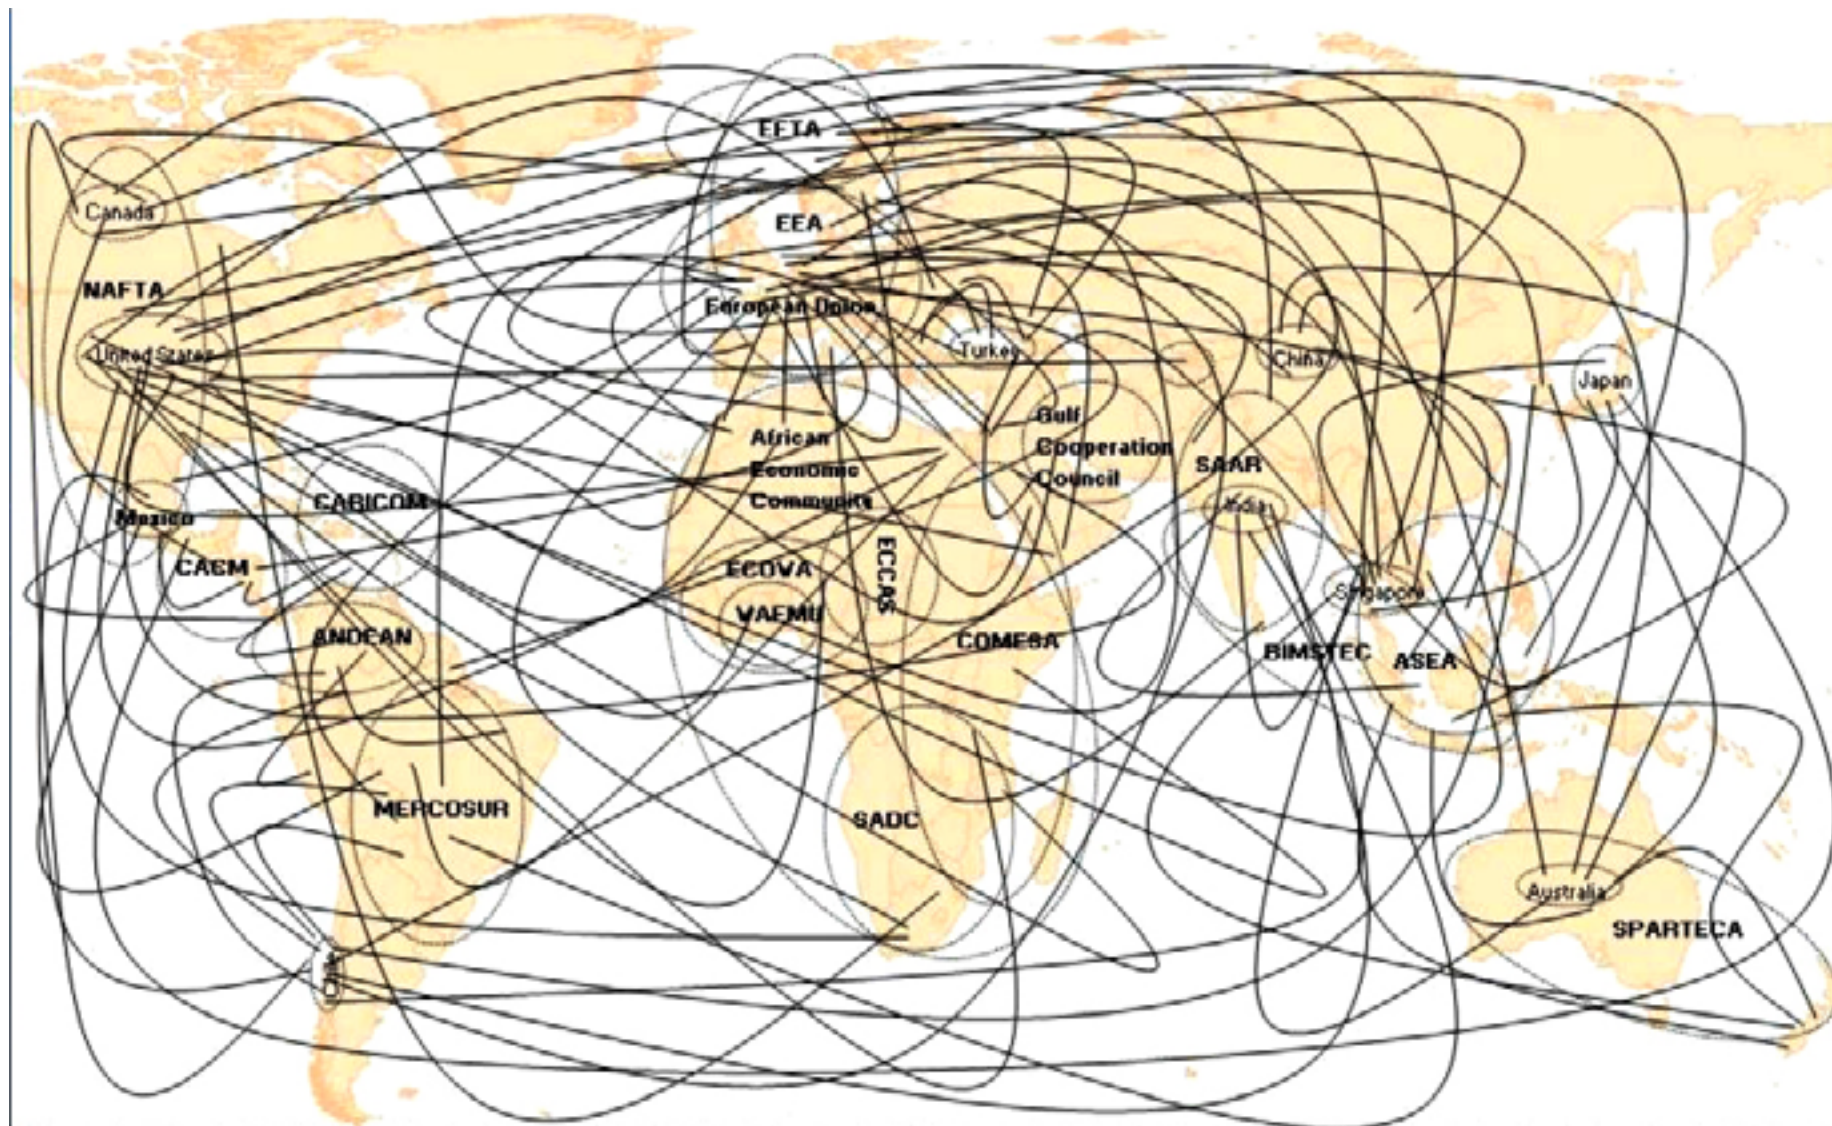 EFTA
Canada
EEA
NAFTA
European Union
United States
Turkey
China
Japan
Gulf
Cooperation
Council
African
Economic
Community
SAAR
CARICOM
India
Mexico
CACM
ECOWA
ECCAS
Singapore
WAEMU
ANDEAN
COMESA
BIMSTEC
ASEA
MERCOSUR
SADC
Australia
SPARTECA